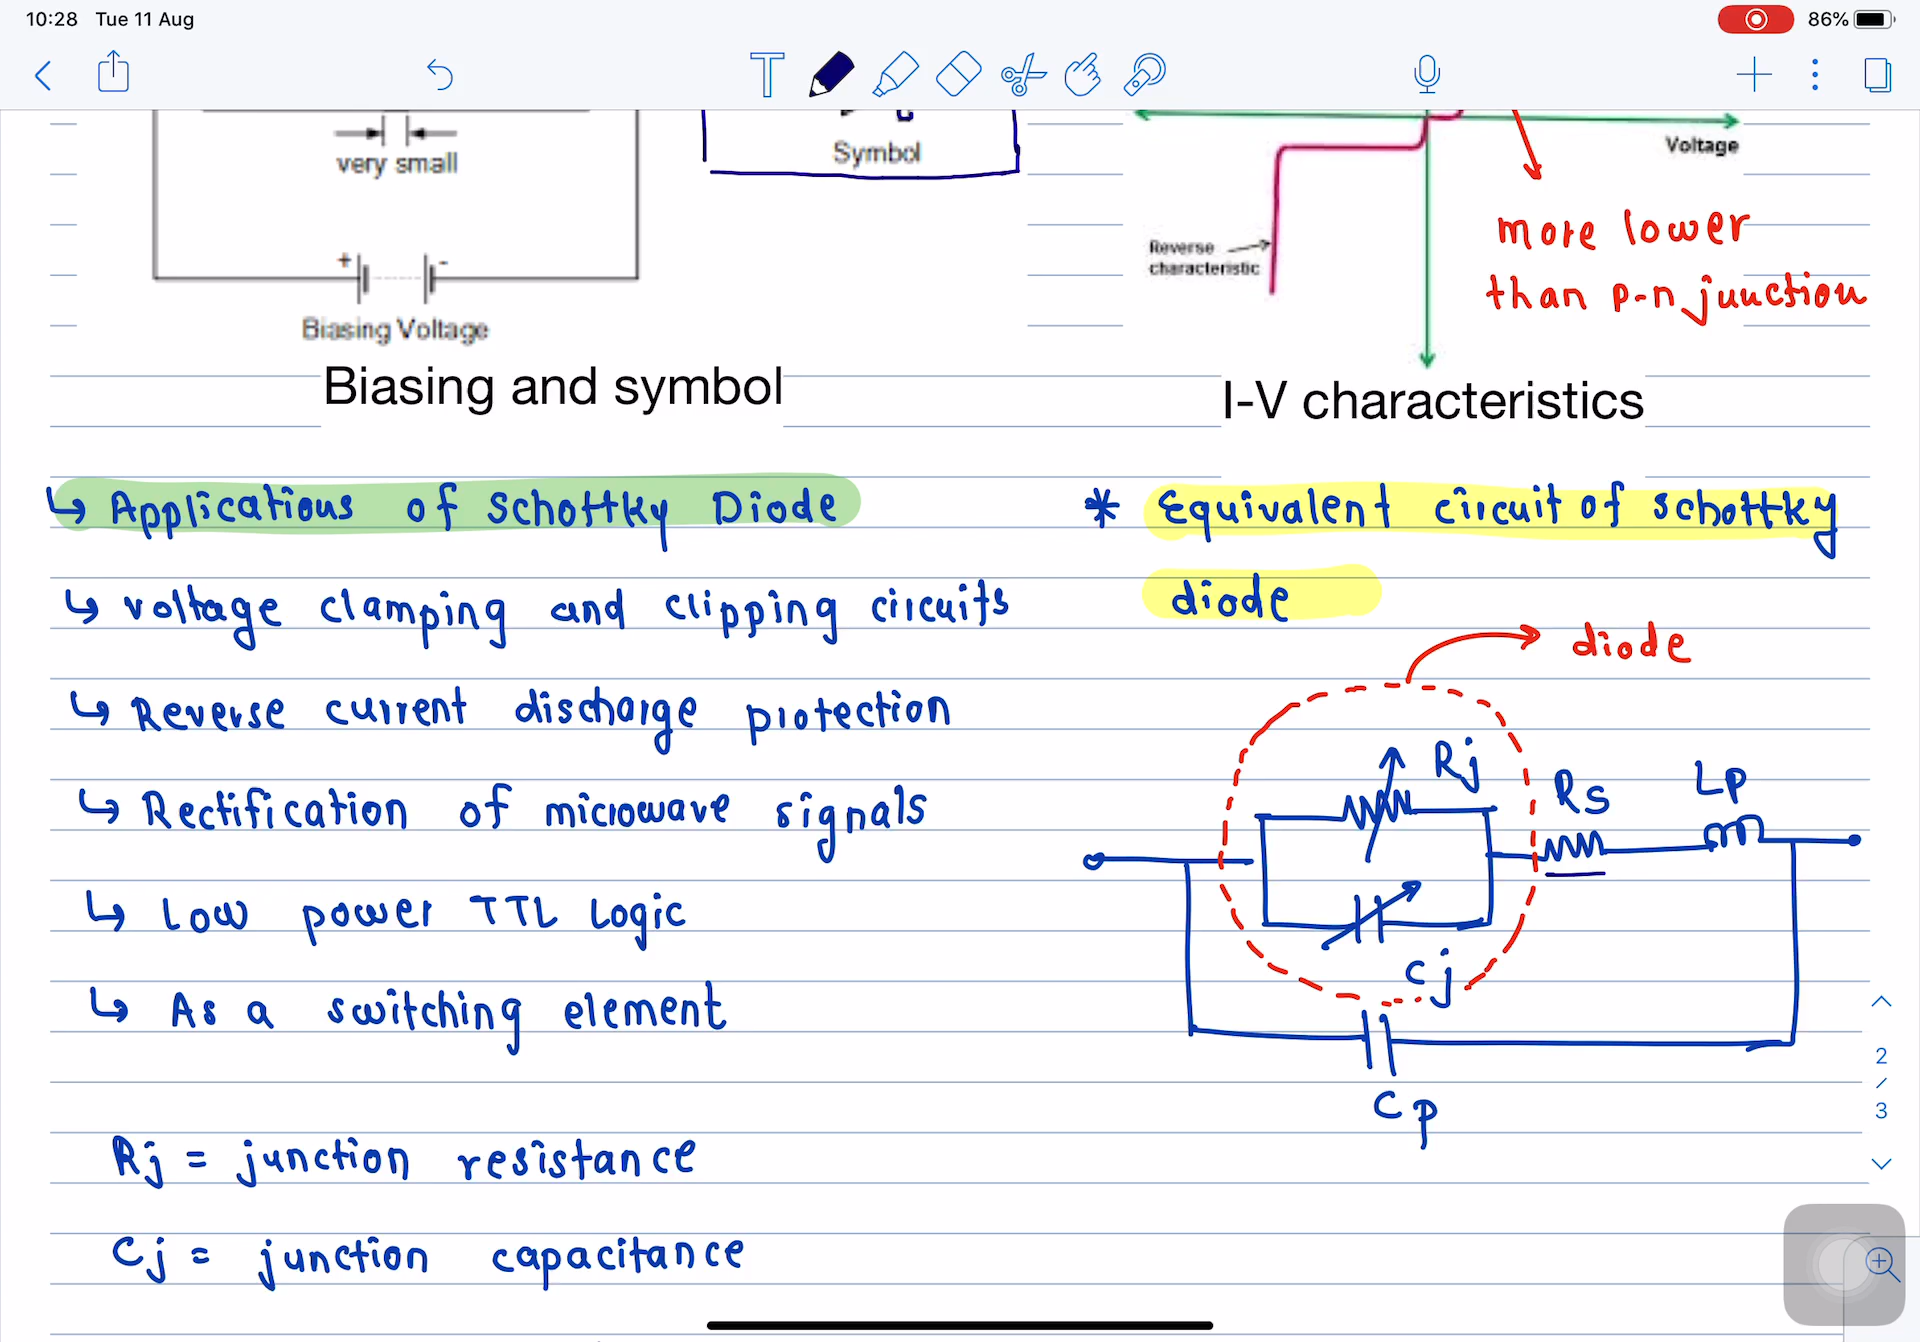 10:28 Tue 11 Aug
86%
very small
Symbol
+ -
Biasing Voltage
Biasing and symbol
Voltage
Reverse
characteristic
more lower
than p-n junction
I-V characteristics
↳ Applications of Schottky Diode
↳ voltage clamping and clipping circuits
↳ Reverse current discharge protection
↳ Rectification of microwave signals
↳ Low power TTL Logic
↳ As a switching element
Rj = junction resistance
Cj = junction capacitance
* Equivalent circuit of schottky
diode
diode
Rj
Rs
Lp
Cj
Cp
2
/
3